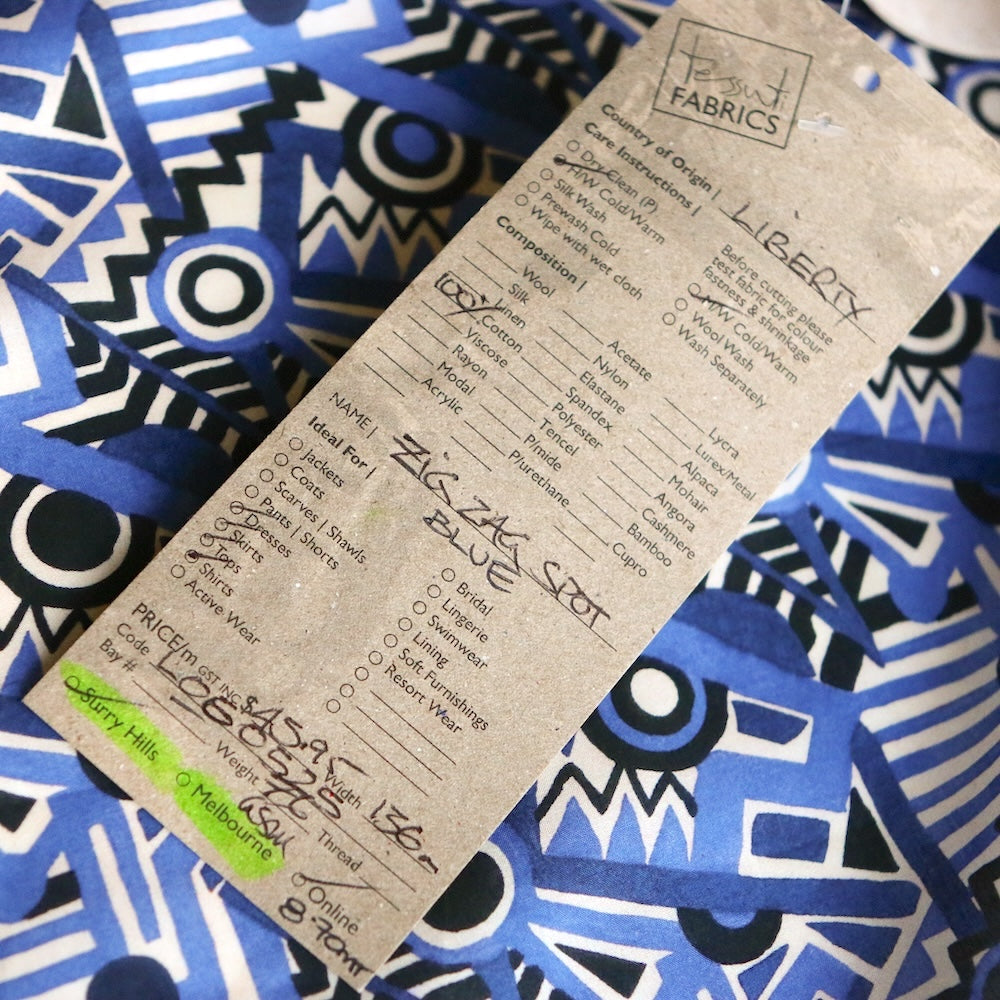 Tessuti
FABRICS
Country of Origin | LIBERTY
Care Instructions |
Dry Clean (P)
H/W Cold/Warm
Silk Wash
Prewash Cold
Wipe with wet cloth
Before cutting please
test fabric for colour
fastness & shrinkage
M/W Cold/Warm
Wool Wash
Wash Separately
Composition |
Wool
Silk
Linen
100% Cotton
Viscose
Rayon
Modal
Acrylic
Acetate
Nylon
Elastane
Spandex
Polyester
Tencel
P/mide
P/urethane
Lycra
Lurex/Metal
Alpaca
Mohair
Angora
Cashmere
Bamboo
Cupro
NAME | ZIG ZAG SPOT
BLUE
Ideal For |
Jackets
Coats
Scarves | Shawls
Pants | Shorts
Dresses
Skirts
Tops
Shirts
Active Wear
Bridal
Lingerie
Swimwear
Lining
Soft Furnishings
Resort Wear
PRICE/m GST INC $45.95 Width 136
Code
Bay #
Weight
Thread
Surry Hills
Melbourne
Online
8.70mt